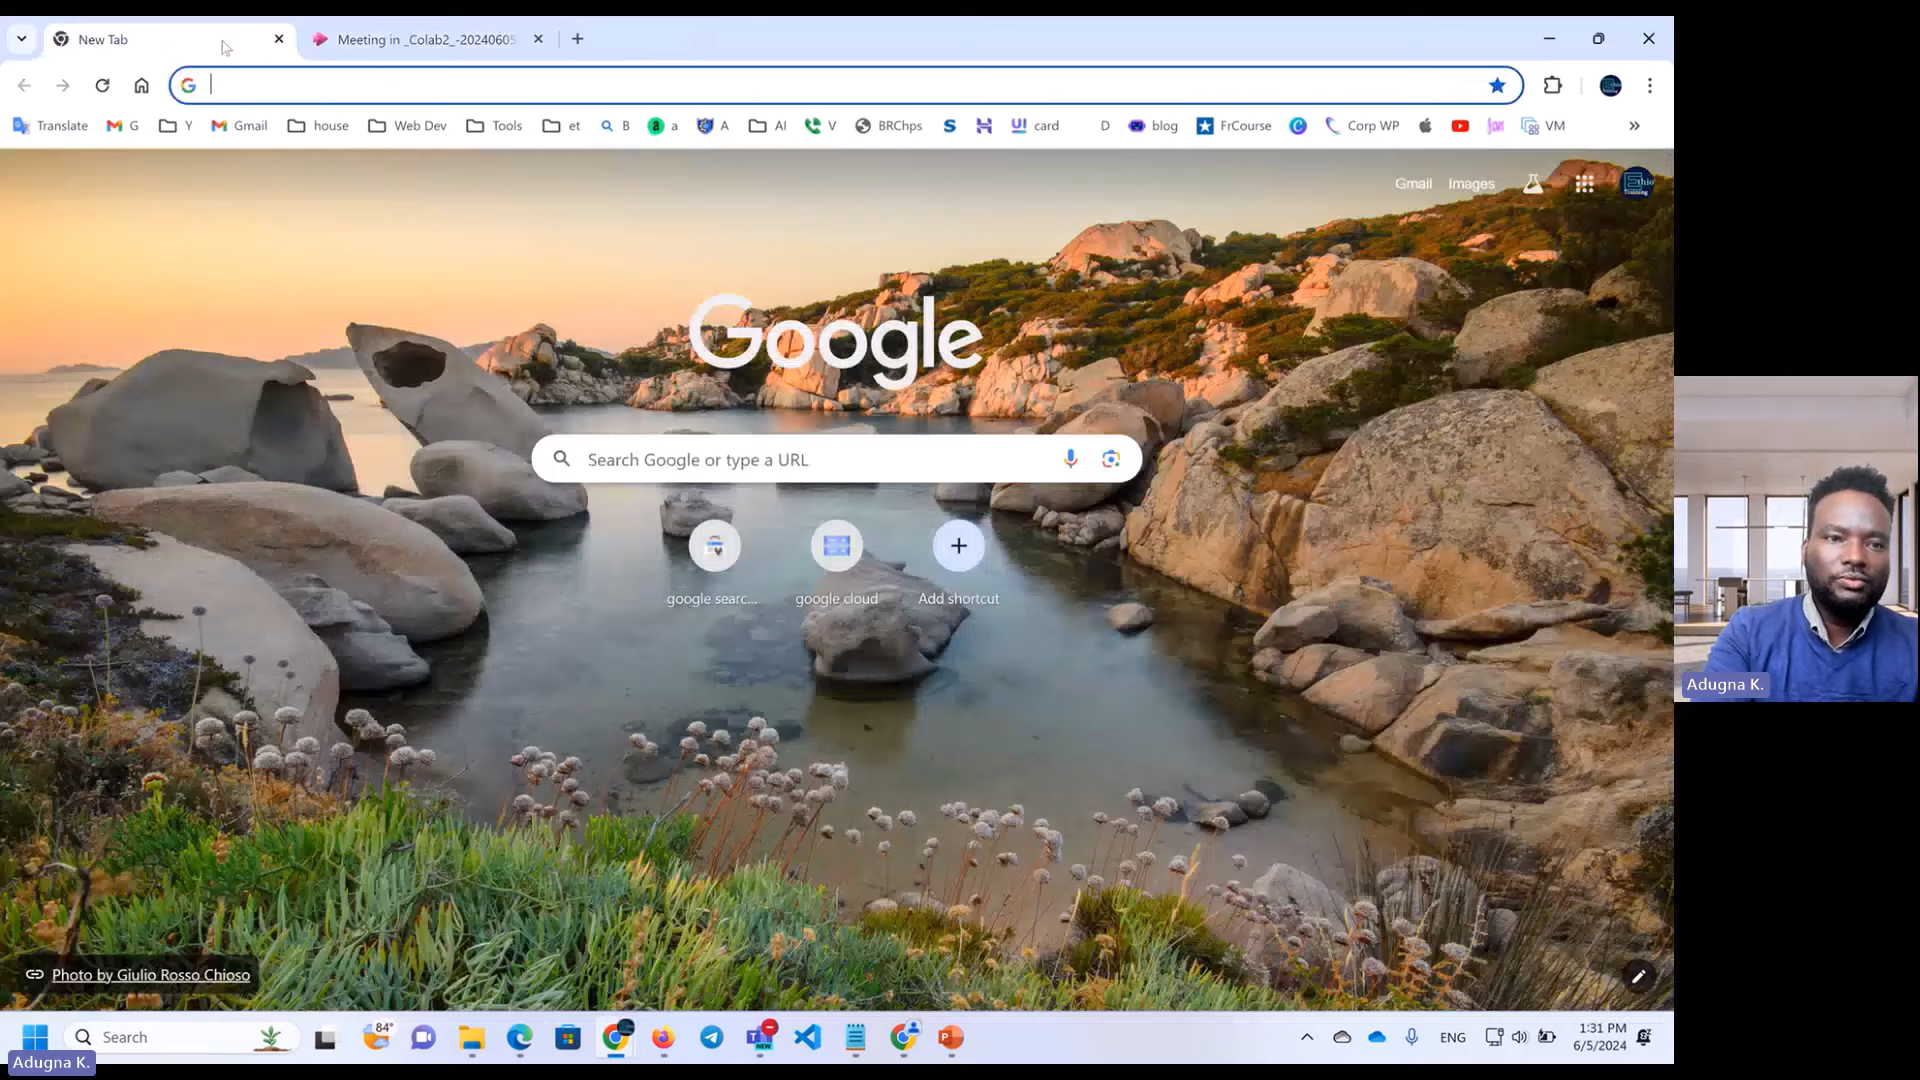 New Tab
Meeting in _Colab2_-20240605
Translate G Y Gmail house Web Dev Tools et B a A AI V BRChps card D blog FrCourse Corp WP VM
Gmail Images
Google
Search Google or type a URL
google searc... google cloud Add shortcut
Adugna K.
Photo by Giulio Rosso Chioso
Search
84°
NEW
ENG
1:31 PM
6/5/2024
Adugna K.